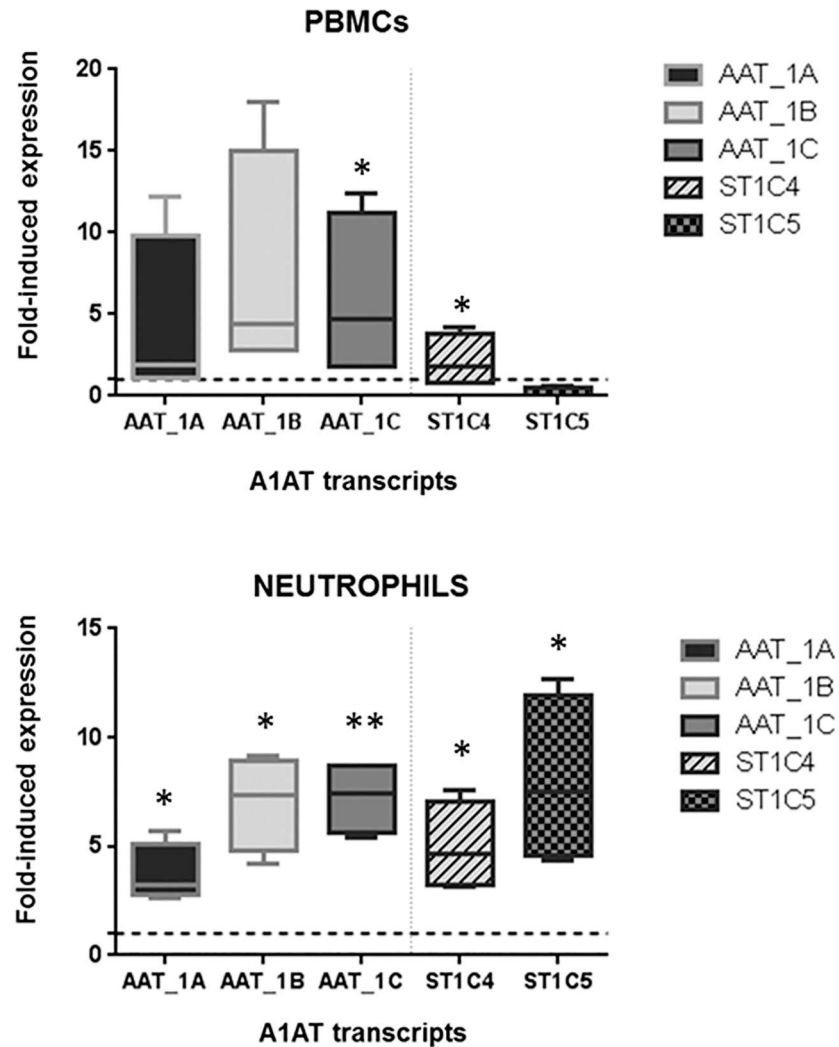 PBMCs
Fold-induced expression
20
15
10
5
0
*
*
AAT_1A
AAT_1B
AAT_1C
ST1C4
ST1C5
A1AT transcripts
AAT_1A
AAT_1B
AAT_1C
ST1C4
ST1C5
NEUTROPHILS
Fold-induced expression
15
10
5
0
*
*
**
*
*
AAT_1A
AAT_1B
AAT_1C
ST1C4
ST1C5
A1AT transcripts
AAT_1A
AAT_1B
AAT_1C
ST1C4
ST1C5